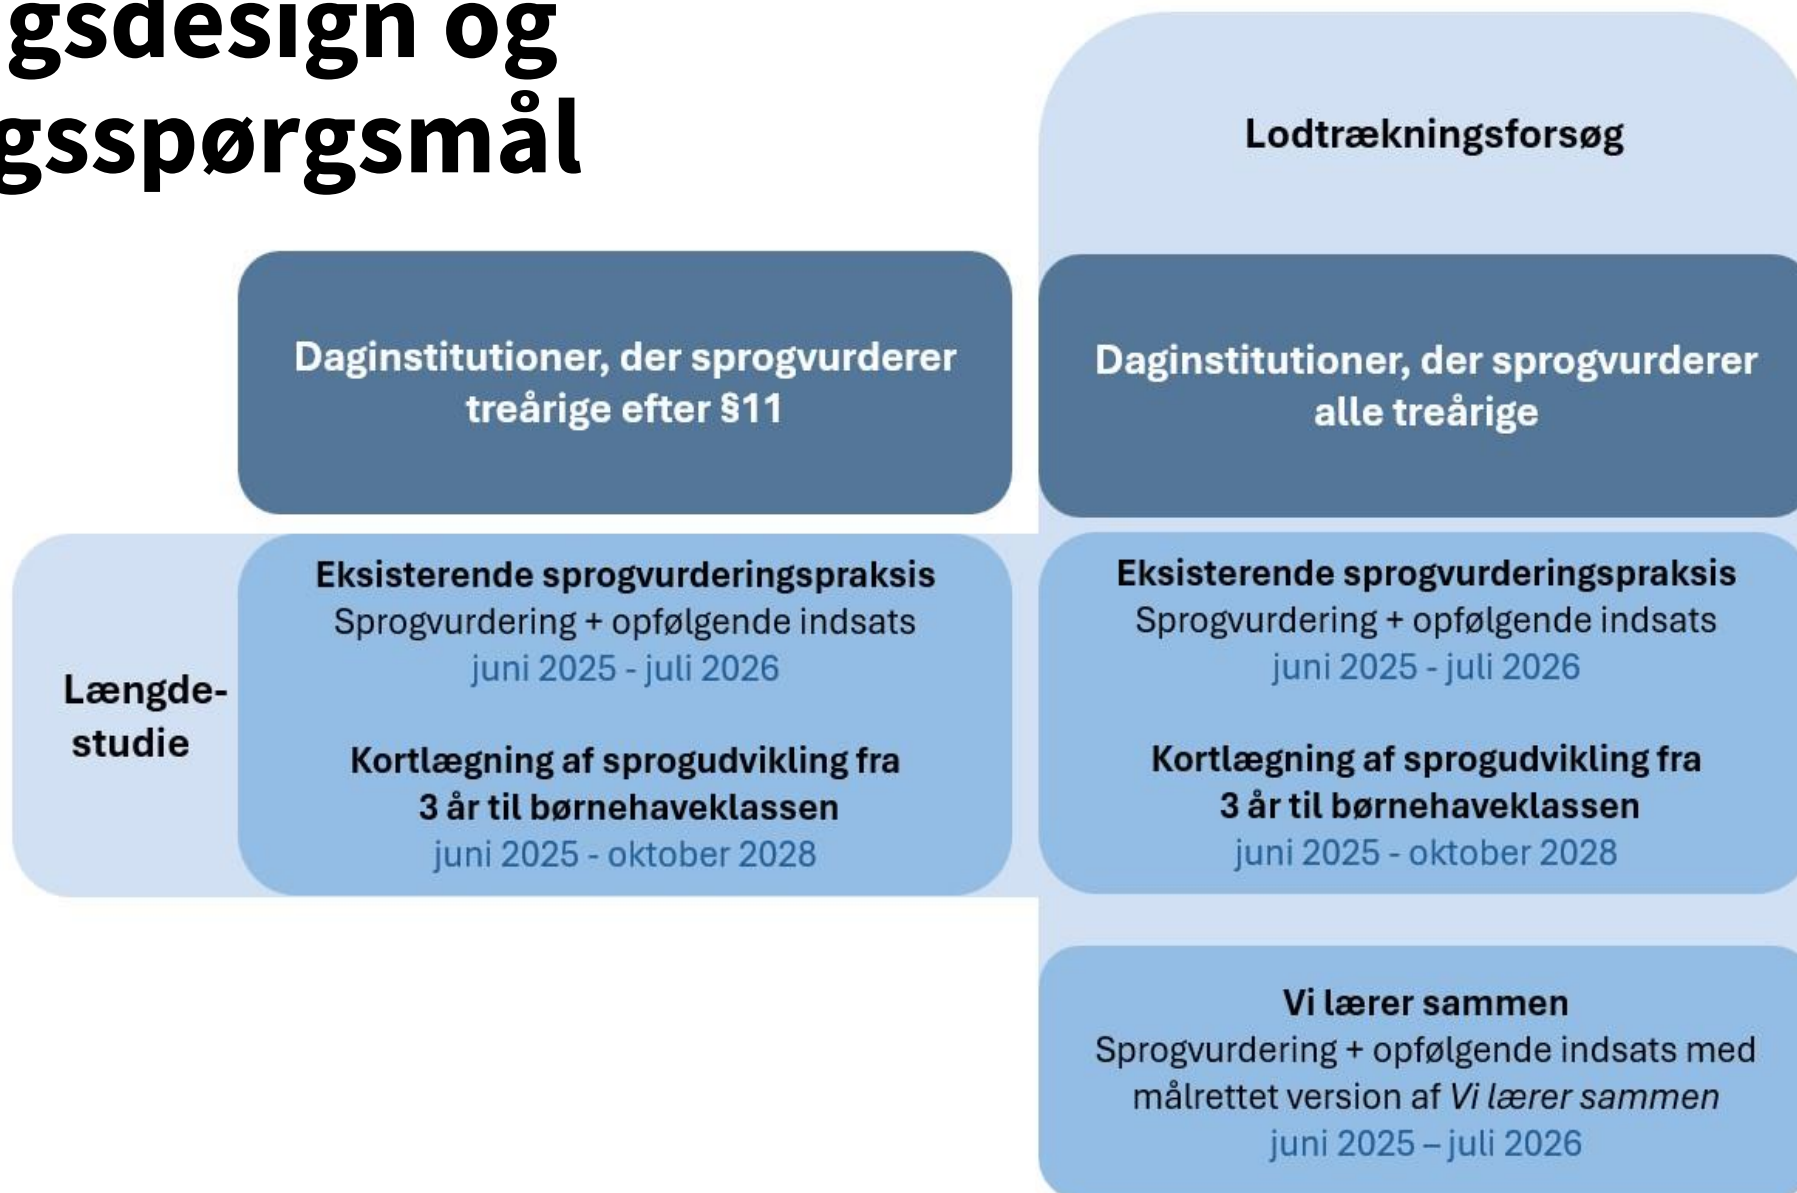 gsdesign og
gsspørgsmål
Lodtrækningsforsøg
Daginstitutioner, der sprogvurderer
treårige efter §11
Daginstitutioner, der sprogvurderer
alle treårige
Længde-
studie
Eksisterende sprogvurderingspraksis
Sprogvurdering + opfølgende indsats
juni 2025 - juli 2026
Kortlægning af sprogudvikling fra
3 år til børnehaveklassen
juni 2025 - oktober 2028
Eksisterende sprogvurderingspraksis
Sprogvurdering + opfølgende indsats
juni 2025 - juli 2026
Kortlægning af sprogudvikling fra
3 år til børnehaveklassen
juni 2025 - oktober 2028
Vi lærer sammen
Sprogvurdering + opfølgende indsats med
målrettet version af Vi lærer sammen
juni 2025 – juli 2026